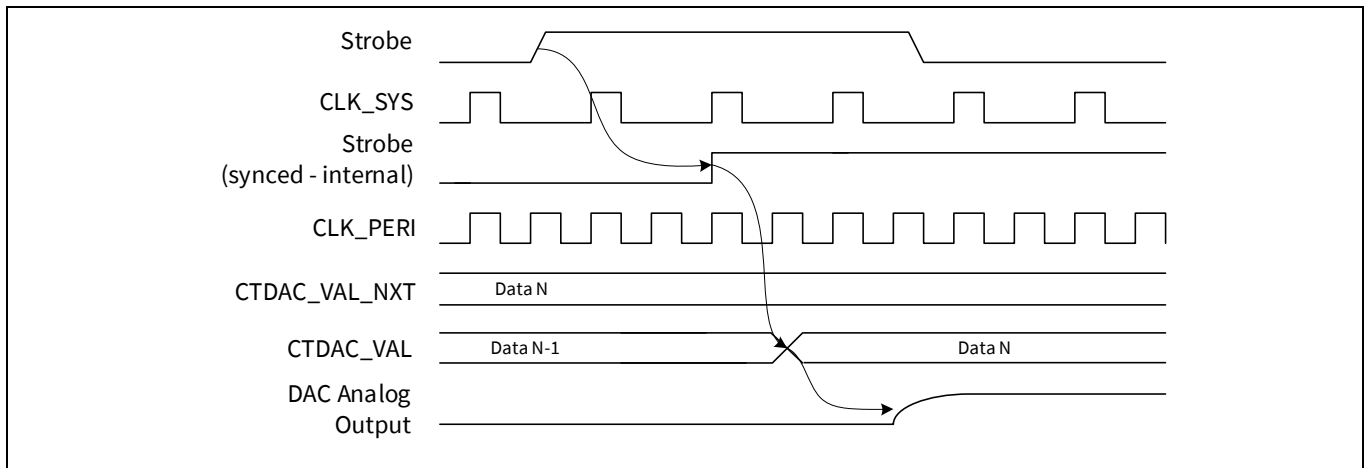 Strobe
CLK_SYS
Strobe
(synced - internal)
CLK_PERI
CTDAC_VAL_NXT
Data N
CTDAC_VAL
Data N-1
Data N
DAC Analog
Output